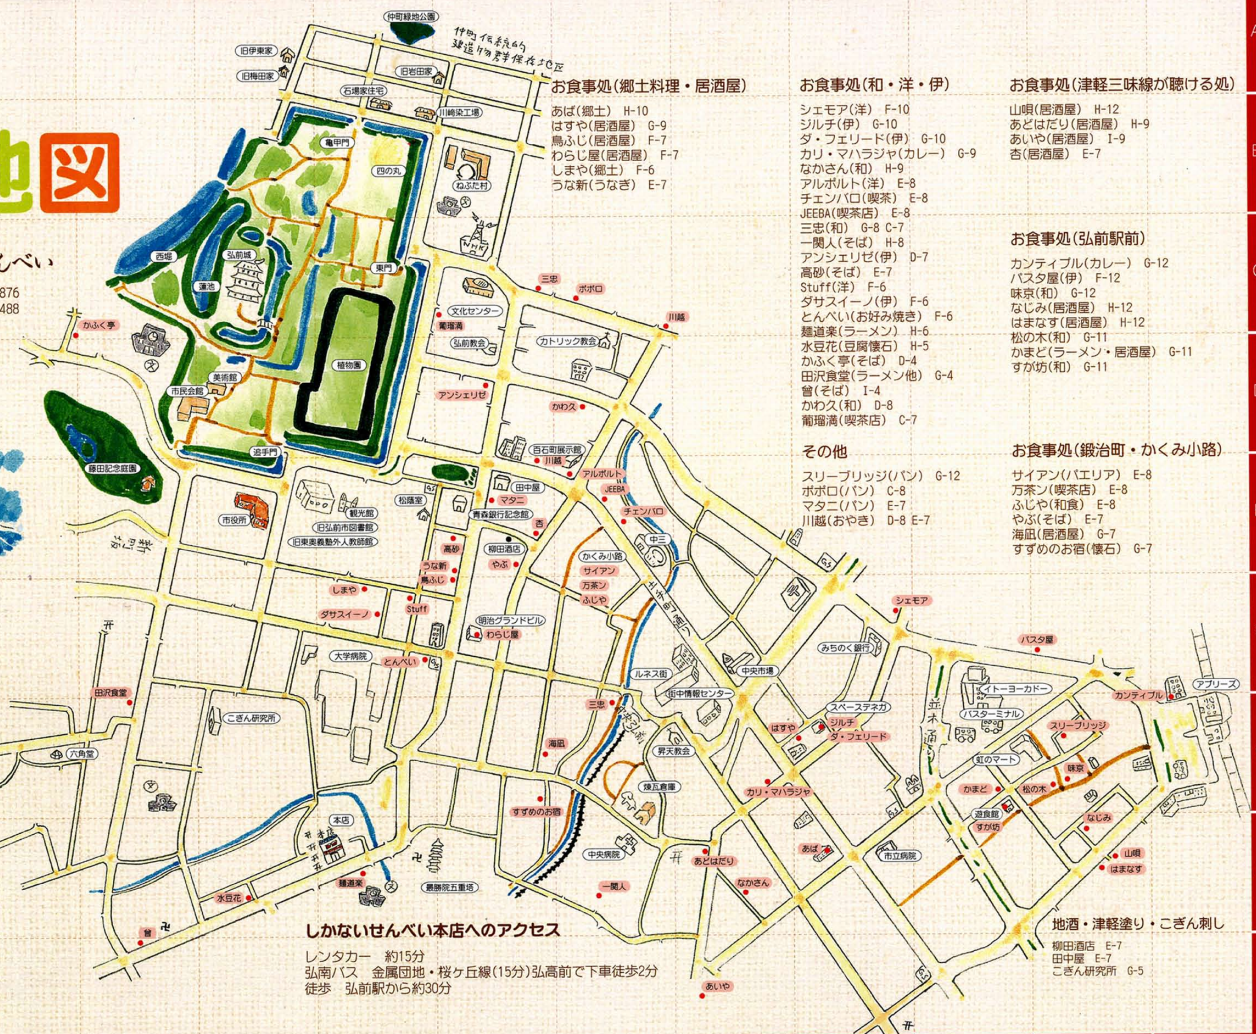 地図
んべい
876
488
仲町緑地公園
仲町伝統的
建造物群保存地区
旧伊東家
旧梅田家
旧岩田家
石場家住宅
川崎染工場
亀甲門
四の丸
ねぷた村
NHK
西堀
蓮池
弘前城
東門
植物園
美術館
市民会館
追手門
藤田記念庭園
かふく亭
文化センター
葡瑠満
弘前教会
カトリック教会
三忠
ポポロ
川越
アンシェリゼ
かわ久
百石町展示館
川越
アルポルト
JEEBA
チェンバロ
田中屋
マタニ
松蔭室
青森銀行記念館
杏
市役所
観光館
旧弘前市図書館
旧東奥義塾外人教師館
高砂
うな新
鳥ふじ
柳田酒店
やぶ
かくみ小路
サイアン
万茶ン
ふじや
中三
土手町通り
しまや
ダサスイーノ
Stuff
明治グランドビル
わらじ屋
大学病院
とんべい
田沢食堂
こぎん研究所
六角堂
ルネス街
街中情報センター
中央市場
みちのく銀行
シェモア
パスタ屋
三忠
海凪
すずめのお宿
昇天教会
煉瓦倉庫
中央病院
一閑人
スペースデネガ
はすや
ジルチ
ダ・フェリード
カリ・マハラジャ
イトーヨーカドー
バスターミナル
並木通り
虹のマート
スリーブリッジ
カンティプル
アプリーズ
味京
松の木
かまど
遊食館
すが坊
なじみ
山唄
はまなす
市立病院
あば
あどはだり
なかさん
あいや
本店
本店
麺道楽
最勝院五重塔
水豆花
曾
お食事処(郷土料理・居酒屋)
あば(郷土) H-10
はすや(居酒屋) G-9
鳥ふじ(居酒屋) F-7
わらじ屋(居酒屋) F-7
しまや(郷土) F-6
うな新(うなぎ) E-7
お食事処(和・洋・伊)
シェモア(洋) F-10
ジルチ(伊) G-10
ダ・フェリード(伊) G-10
カリ・マハラジャ(カレー) G-9
なかさん(和) H-9
アルポルト(洋) E-8
チェンバロ(喫茶) E-8
JEEBA(喫茶店) E-8
三忠(和) G-8 C-7
一閑人(そば) H-8
アンシェリゼ(伊) D-7
高砂(そば) E-7
Stuff(洋) F-6
ダサスイーノ(伊) F-6
とんべい(お好み焼き) F-6
麺道楽(ラーメン) H-6
水豆花(豆腐懐石) H-5
かふく亭(そば) D-4
田沢食堂(ラーメン他) G-4
曾(そば) I-4
かわ久(和) D-8
葡瑠満(喫茶店) C-7
その他
スリーブリッジ(パン) G-12
ポポロ(パン) C-8
マタニ(パン) E-7
川越(おやき) D-8 E-7
お食事処(津軽三味線が聴ける処)
山唄(居酒屋) H-12
あどはだり(居酒屋) H-9
あいや(居酒屋) I-9
杏(居酒屋) E-7
お食事処(弘前駅前)
カンティプル(カレー) G-12
パスタ屋(伊) F-12
味京(和) G-12
なじみ(居酒屋) H-12
はまなす(居酒屋) H-12
松の木(和) G-11
かまど(ラーメン・居酒屋) G-11
すが坊(和) G-11
お食事処(鍛治町・かくみ小路)
サイアン(パエリア) E-8
万茶ン(喫茶店) E-8
ふじや(和食) E-8
やぶ(そば) E-7
海凪(居酒屋) G-7
すずめのお宿(懐石) G-7
しかないせんべい本店へのアクセス
レンタカー 約15分
弘南バス 金属団地・桜ヶ丘線(15分)弘高前で下車徒歩2分
徒歩 弘前駅から約30分
地酒・津軽塗り・こぎん刺し
柳田酒店 E-7
田中屋 E-7
こぎん研究所 G-5